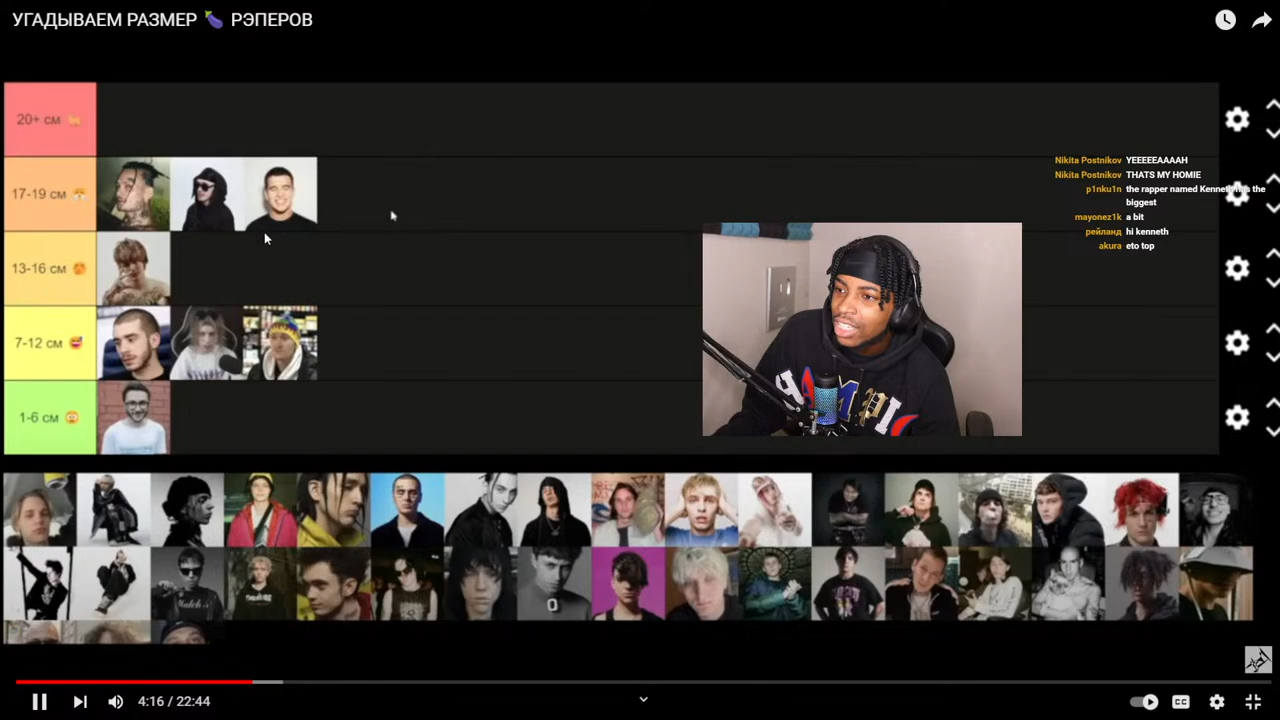 УГАДЫВАЕМ РАЗМЕР 🍆 РЭПЕРОВ
20+ см
17-19 см
13-16 см
7-12 см
1-6 см
Nikita Postnikov YEEEEEAAAAH
Nikita Postnikov THATS MY HOMIE
p1nku1n the rapper named Kenneth has the
biggest
mayonez1k a bit
рейланд hi kenneth
akura eto top
4:16 / 22:44
CC